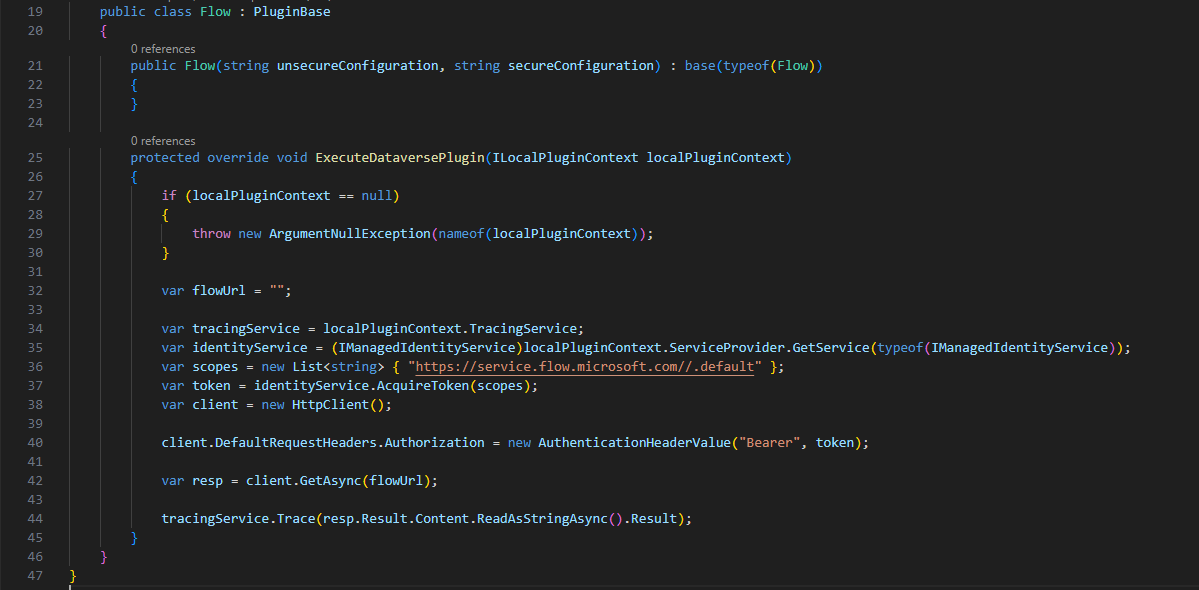 19 public class Flow : PluginBase
20 {
0 references
21 public Flow(string unsecureConfiguration, string secureConfiguration) : base(typeof(Flow))
22 {
23 }
24
0 references
25 protected override void ExecuteDataversePlugin(ILocalPluginContext localPluginContext)
26 {
27 if (localPluginContext == null)
28 {
29 throw new ArgumentNullException(nameof(localPluginContext));
30 }
31
32 var flowUrl = "";
33
34 var tracingService = localPluginContext.TracingService;
35 var identityService = (IManagedIdentityService)localPluginContext.ServiceProvider.GetService(typeof(IManagedIdentityService));
36 var scopes = new List<string> { "https://service.flow.microsoft.com//.default" };
37 var token = identityService.AcquireToken(scopes);
38 var client = new HttpClient();
39
40 client.DefaultRequestHeaders.Authorization = new AuthenticationHeaderValue("Bearer", token);
41
42 var resp = client.GetAsync(flowUrl);
43
44 tracingService.Trace(resp.Result.Content.ReadAsStringAsync().Result);
45 }
46 }
47 }